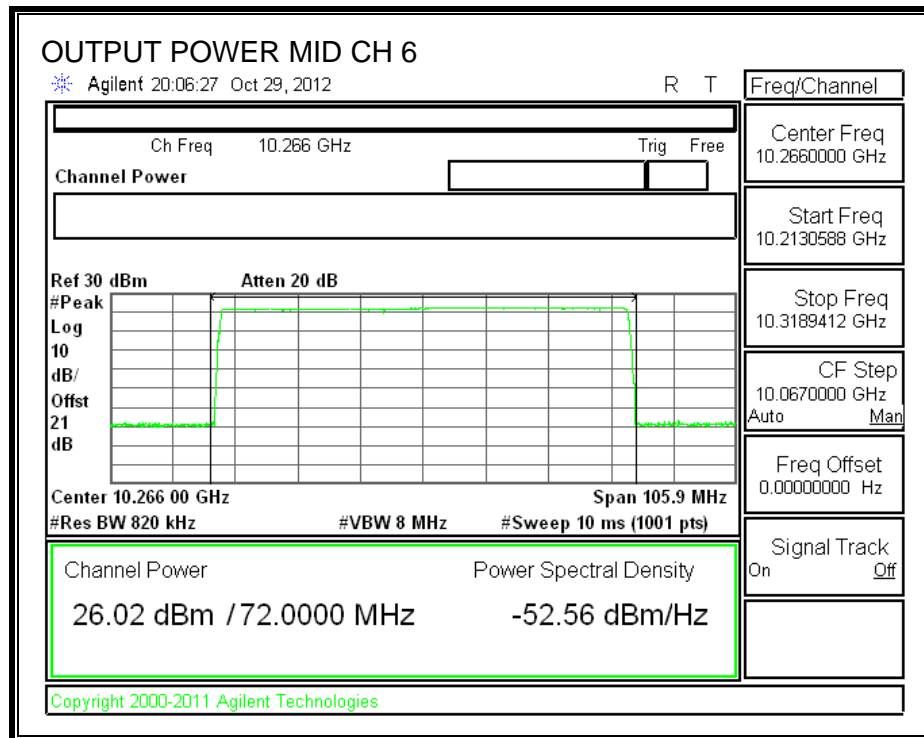 OUTPUT POWER MID CH 6
Agilent 20:06:27 Oct 29, 2012 R T
Ch Freq 10.266 GHz Trig Free
Channel Power
Ref 30 dBm Atten 20 dB
#Peak
Log
10
dB/
Offst
21
dB
Center 10.266 00 GHz Span 105.9 MHz
#Res BW 820 kHz #VBW 8 MHz #Sweep 10 ms (1001 pts)
Channel Power Power Spectral Density
26.02 dBm / 72.0000 MHz -52.56 dBm/Hz
Copyright 2000-2011 Agilent Technologies
Freq/Channel
Center Freq
10.2660000 GHz
Start Freq
10.2130588 GHz
Stop Freq
10.3189412 GHz
CF Step
10.0670000 GHz
Auto Man
Freq Offset
0.00000000 Hz
Signal Track
On Off